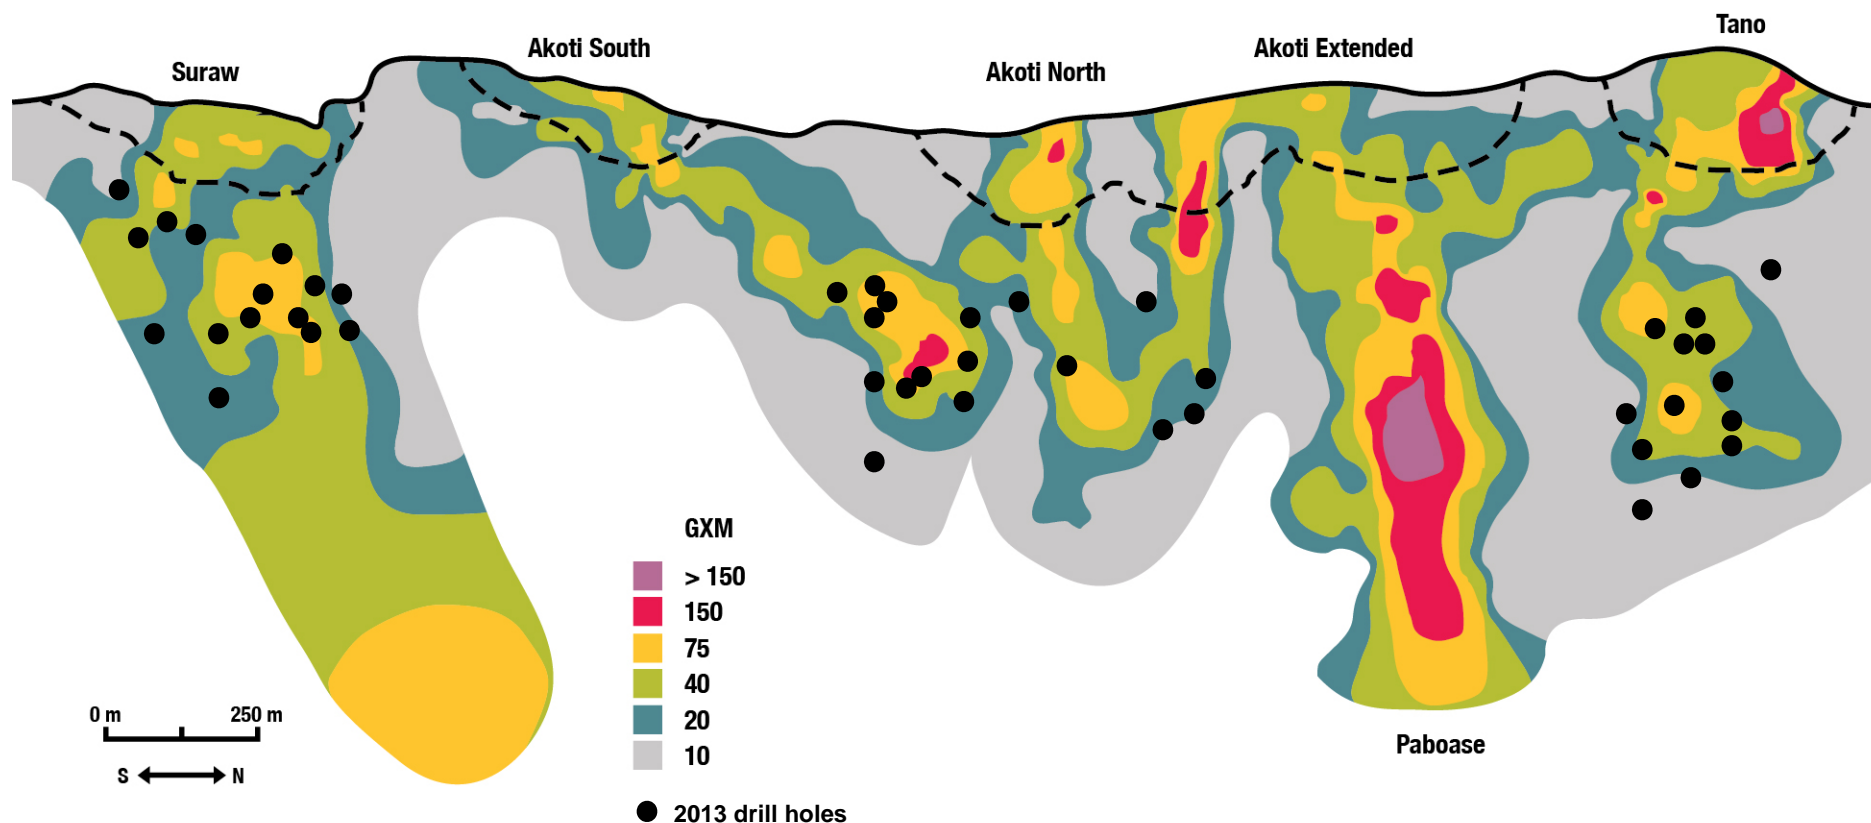 Tano
Akoti South
Akoti Extended
Suraw
Akoti North
GXM
> 150
150
75
40
20
10
0 m
250 m
S
N
Paboase
2013 drill holes